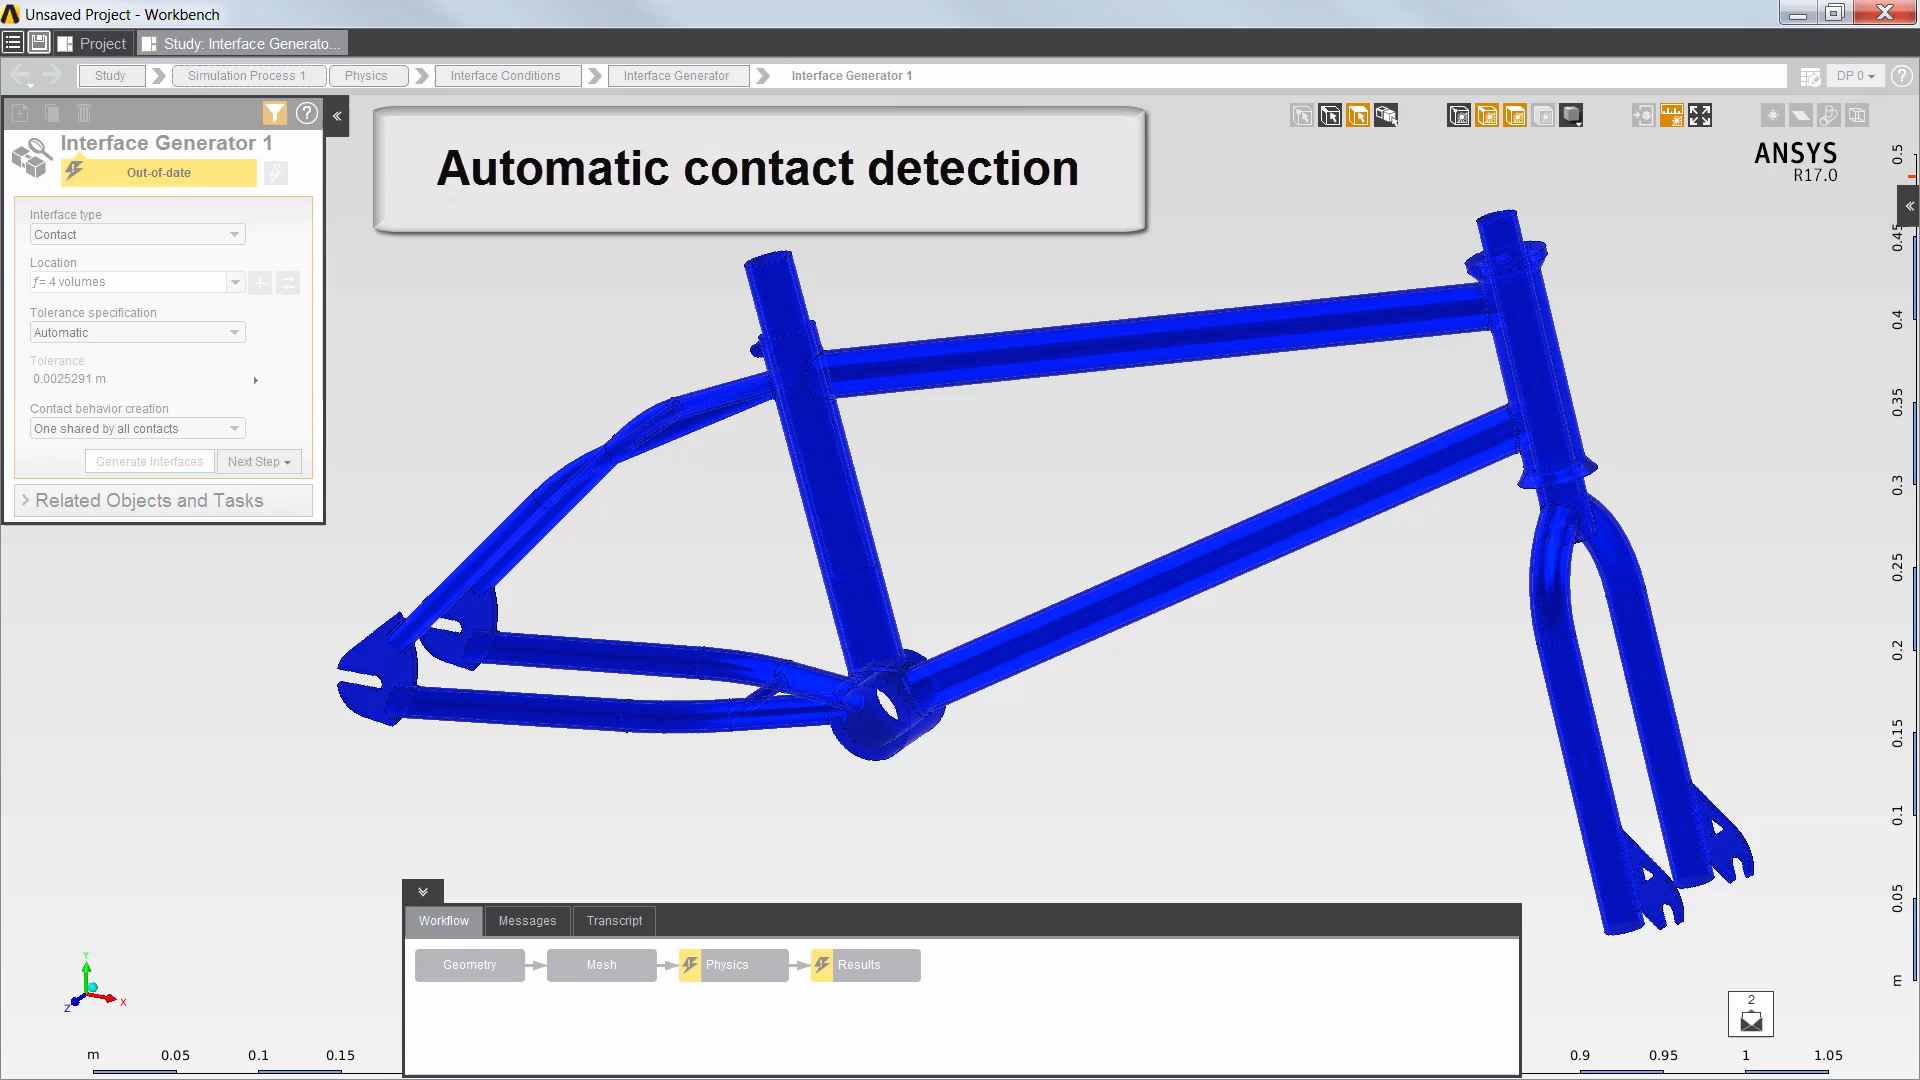 Unsaved Project - Workbench
Project
Study: Interface Generato...
Study
Simulation Process 1
Physics
Interface Conditions
Interface Generator
Interface Generator 1
DP 0
?
?
Interface Generator 1
Out-of-date
Interface type
Contact
Location
ƒ= 4 volumes
Tolerance specification
Automatic
Tolerance
0.0025291 m
Contact behavior creation
One shared by all contacts
Generate Interfaces
Next Step
Related Objects and Tasks
Automatic contact detection
ANSYS
R17.0
0.5
0.45
0.4
0.35
0.3
0.25
0.2
0.15
0.1
0.05
m
Workflow
Messages
Transcript
Geometry
Mesh
Physics
Results
Y
X
Z
2
m
0.05
0.1
0.15
0.9
0.95
1
1.05